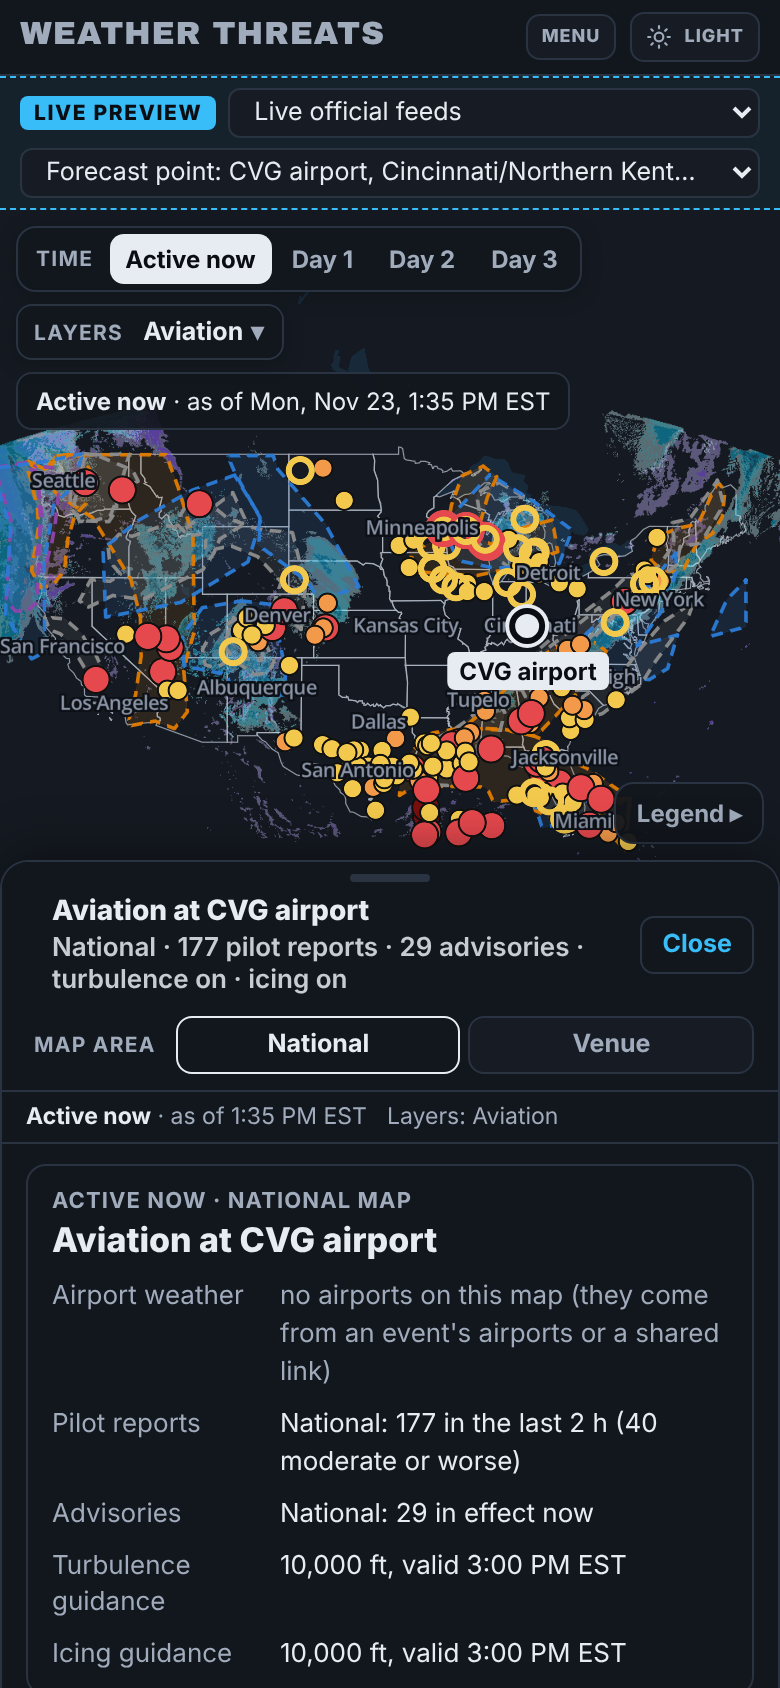 WEATHER THREATS
MENU
LIGHT
LIVE PREVIEW
Live official feeds
Forecast point: CVG airport, Cincinnati/Northern Kent...
TIME
Active now
Day 1
Day 2
Day 3
LAYERS
Aviation ▾
Active now · as of Mon, Nov 23, 1:35 PM EST
Seattle
Minneapolis
Detroit
New York
Denver
Kansas City
San Francisco
CVG airport
Albuquerque
Los Angeles
Tupelo
Dallas
Jacksonville
San Antonio
Miami
Legend ▸
Aviation at CVG airport
National · 177 pilot reports · 29 advisories ·
turbulence on · icing on
Close
MAP AREA
National
Venue
Active now · as of 1:35 PM EST Layers: Aviation
ACTIVE NOW · NATIONAL MAP
Aviation at CVG airport
Airport weather
no airports on this map (they come
from an event's airports or a shared
link)
Pilot reports
National: 177 in the last 2 h (40
moderate or worse)
Advisories
National: 29 in effect now
Turbulence
guidance
10,000 ft, valid 3:00 PM EST
Icing guidance
10,000 ft, valid 3:00 PM EST